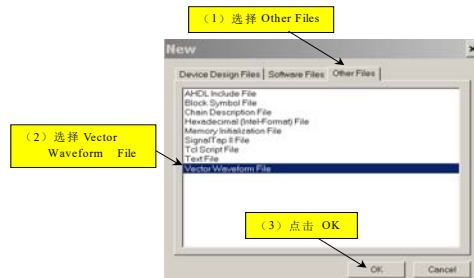 （1）选择 Other Files
New
Device Design Files Software Files Other Files
AHDL Include File
Block Symbol File
Chain Description File
Hexadecimal (Intel-Format) File
Memory Initialization File
SignalTap II File
Tcl Script File
Text File
Vector Waveform File
（2）选择 Vector
Waveform File
（3）点击 OK
OK Cancel